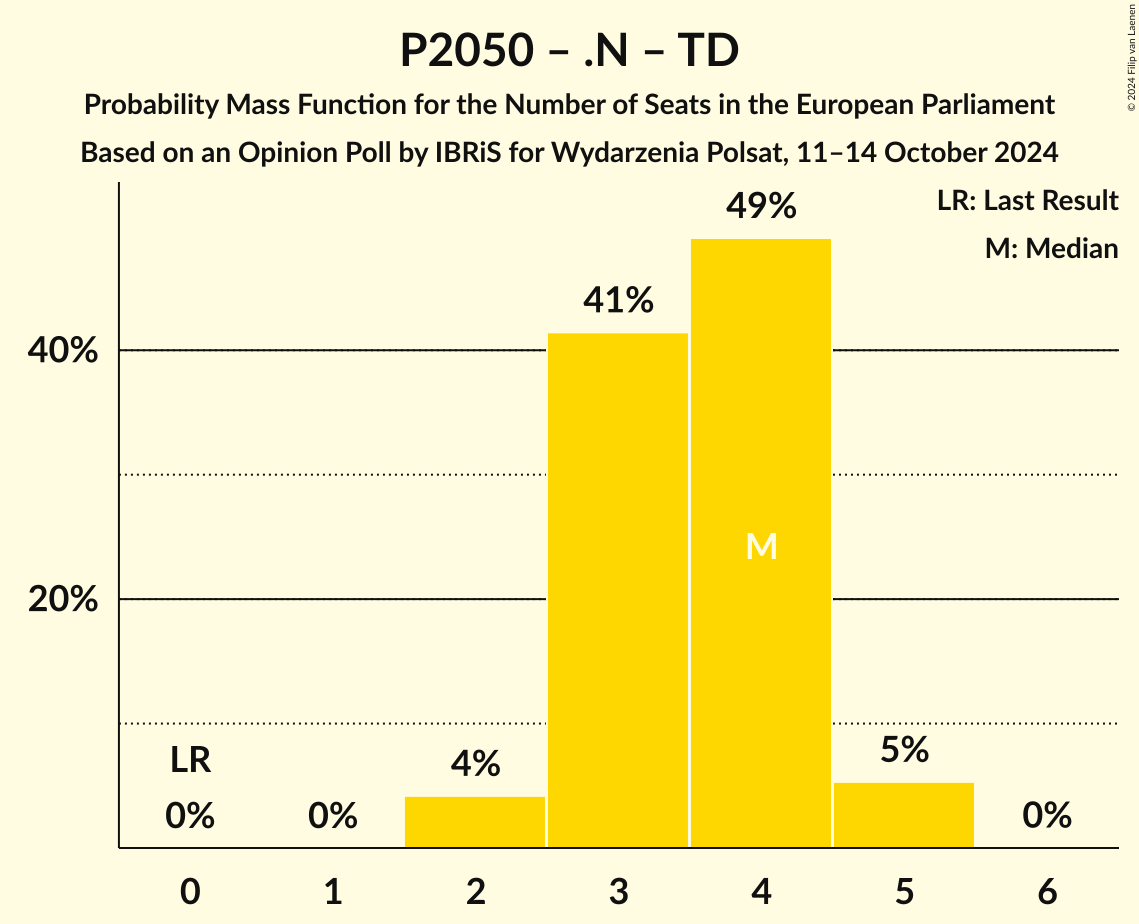 P2050 – .N – TD
Probability Mass Function for the Number of Seats in the European Parliament
Based on an Opinion Poll by IBRiS for Wydarzenia Polsat, 11–14 October 2024
© 2024 Filip van Laenen
LR: Last Result
M: Median
49%
41%
40%
M
20%
LR
4%
5%
0%
0%
0%
0 1 2 3 4 5 6